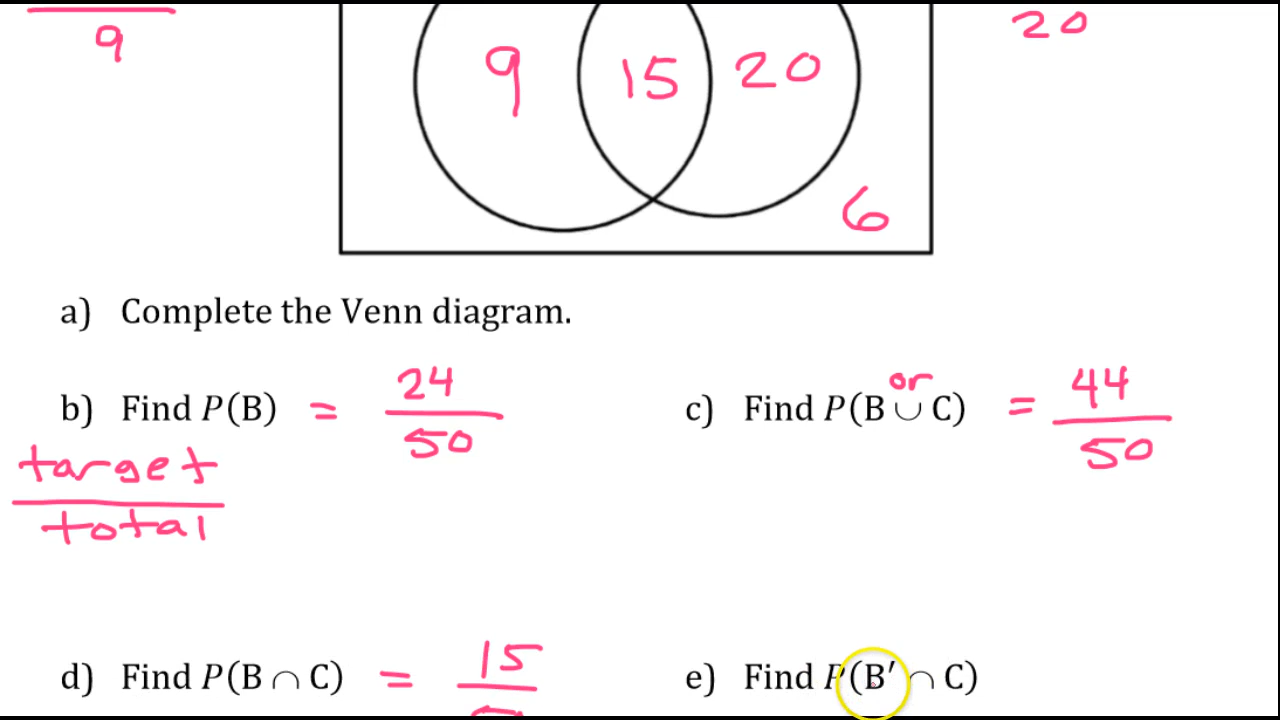 9
20
9 15 20
6
a) Complete the Venn diagram.
or
b) Find P(B) = 24/50 c) Find P(B ∪ C) = 44/50
target
total
d) Find P(B ∩ C) = 15 e) Find P(B′ ∩ C)